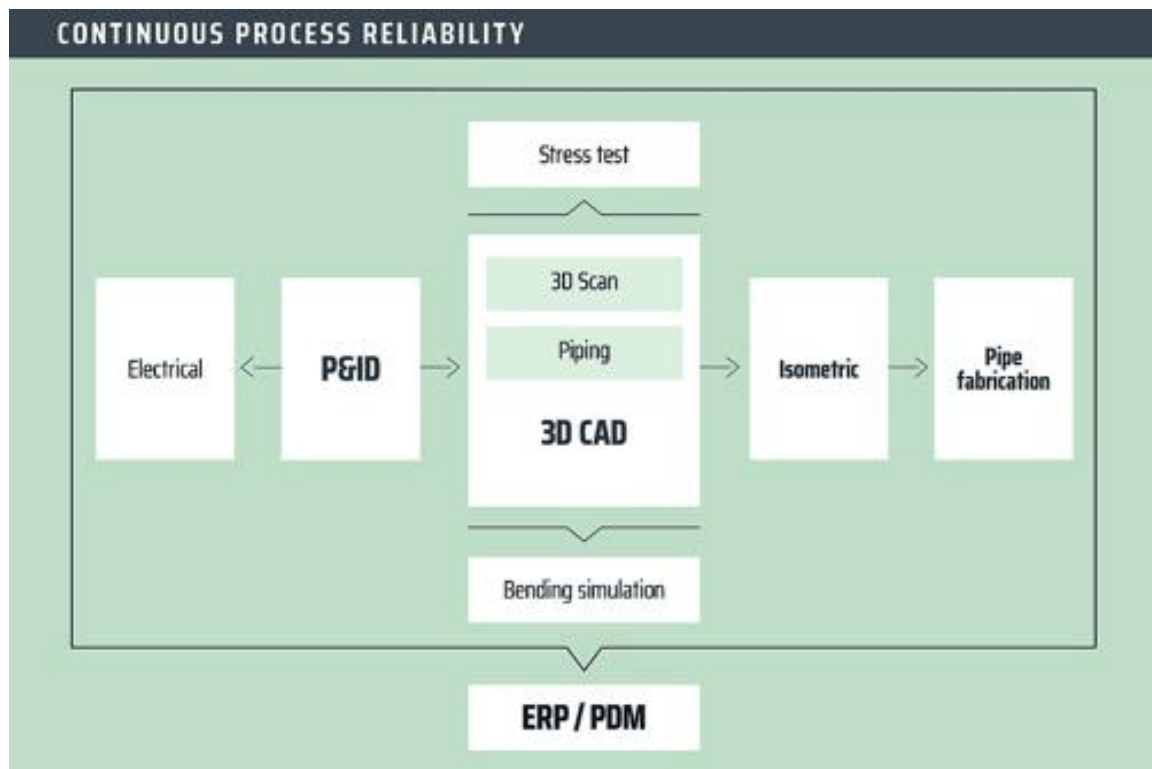 CONTINUOUS PROCESS RELIABILITY
Stress test
3D Scan
Piping
3D CAD
Electrical
P&ID
Isometric
Pipe
fabrication
Bending simulation
ERP / PDM